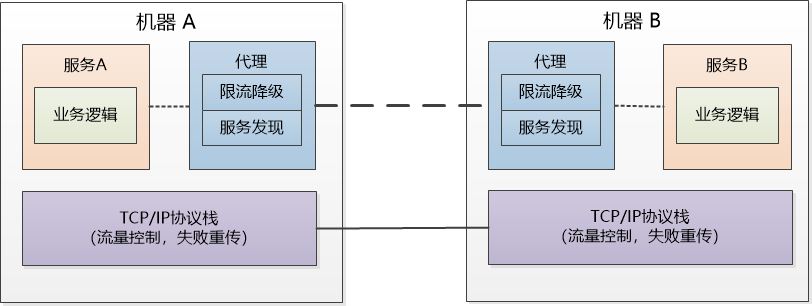 机器 A
服务A
业务逻辑
代理
限流降级
服务发现
TCP/IP协议栈
（流量控制，失败重传）
机器 B
代理
限流降级
服务发现
服务B
业务逻辑
TCP/IP协议栈
（流量控制，失败重传）